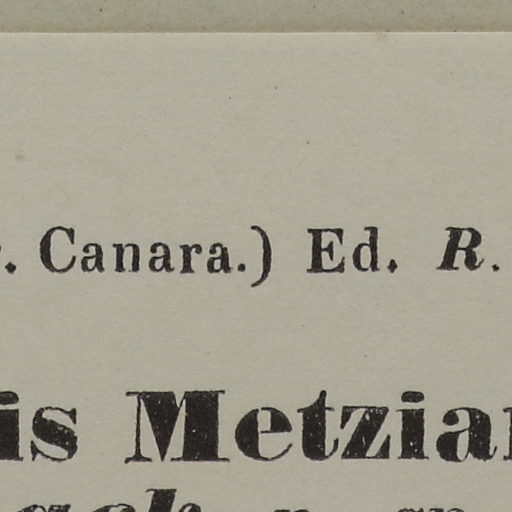 . Canara.) Ed. R.
is Metzia